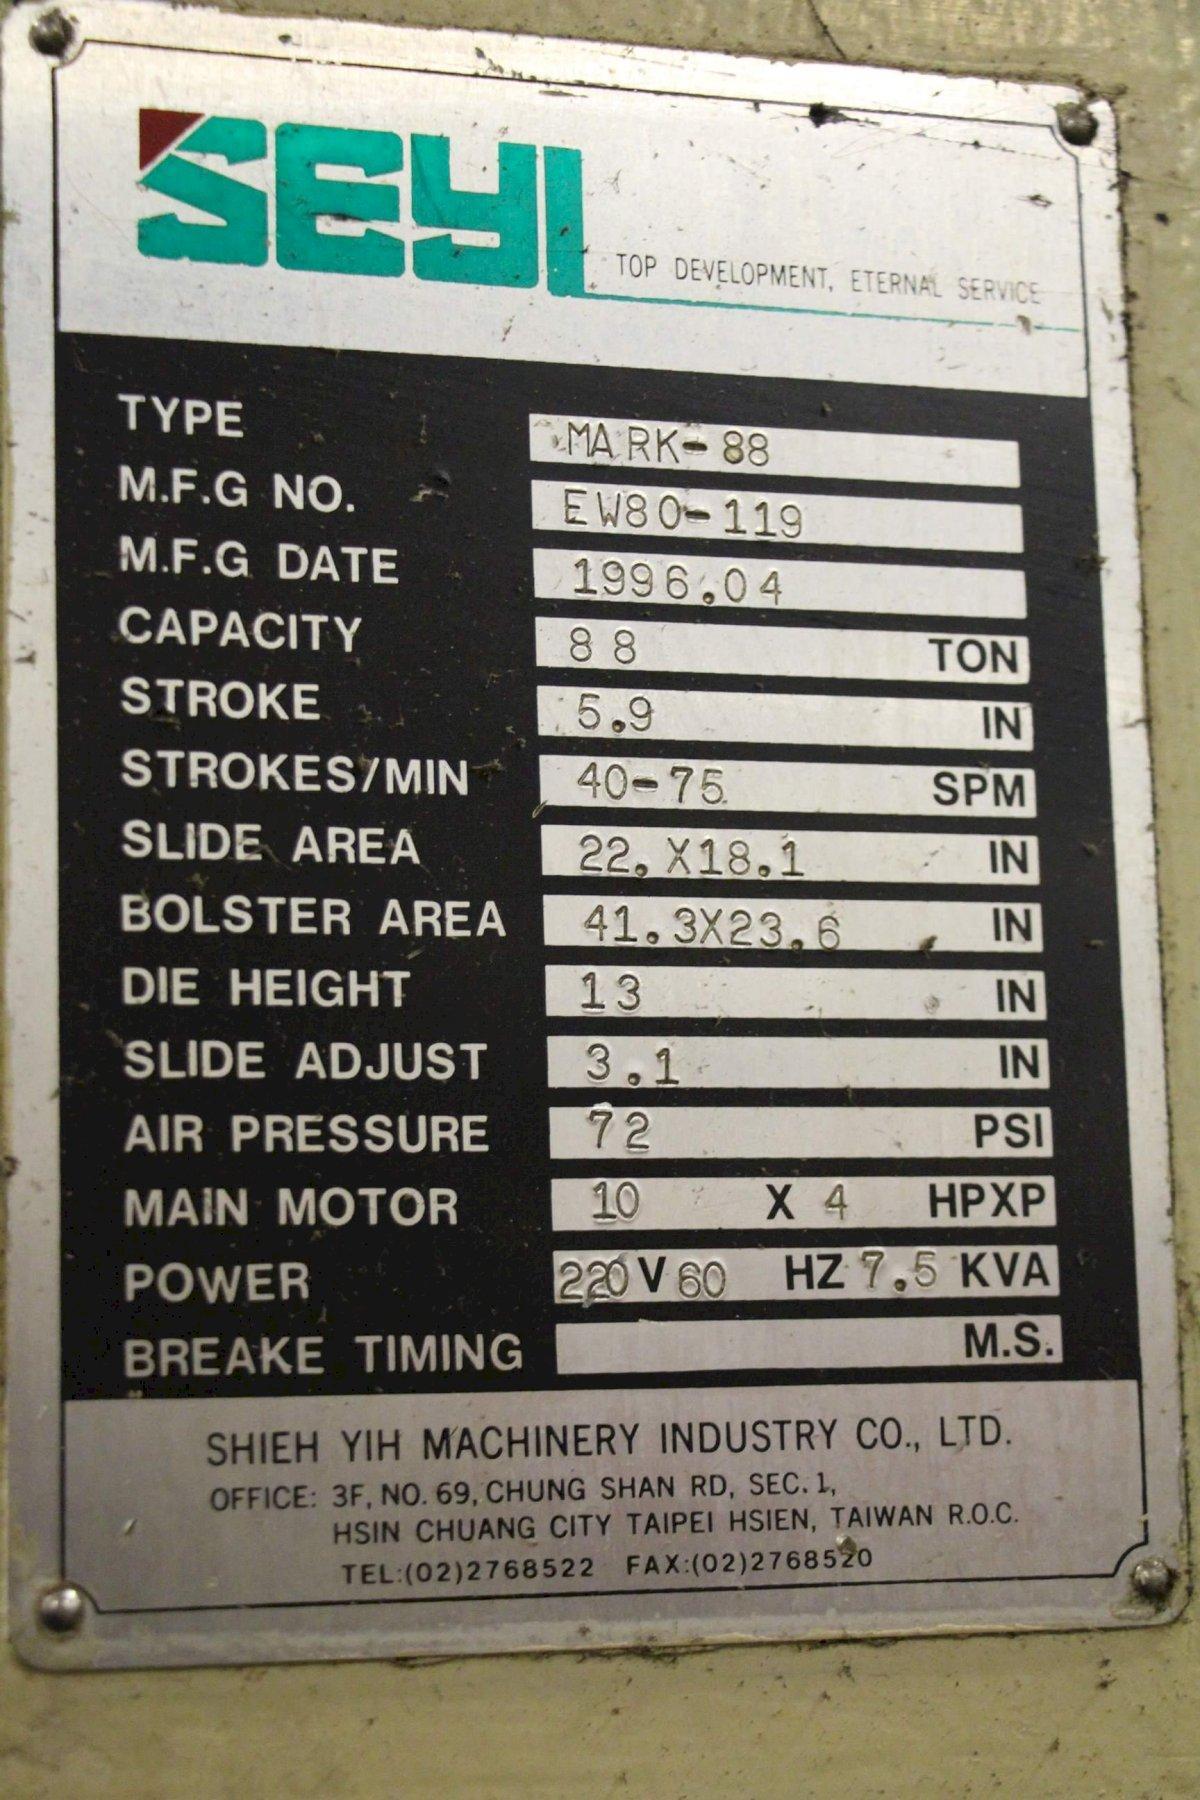 SEYI
TOP DEVELOPMENT, ETERNAL SERVICE
TYPE MARK-88
M.F.G NO. EW80-119
M.F.G DATE 1996.04
CAPACITY 88 TON
STROKE 5.9 IN
STROKES/MIN 40-75 SPM
SLIDE AREA 22.X18.1 IN
BOLSTER AREA 41.3X23.6 IN
DIE HEIGHT 13 IN
SLIDE ADJUST 3.1 IN
AIR PRESSURE 72 PSI
MAIN MOTOR 10 X 4 HPXP
POWER 220 V 60 HZ 7.5 KVA
BREAKE TIMING M.S.
SHIEH YIH MACHINERY INDUSTRY CO., LTD.
OFFICE: 3F, NO. 69, CHUNG SHAN RD, SEC. 1,
HSIN CHUANG CITY TAIPEI HSIEN, TAIWAN R.O.C.
TEL:(02)2768522 FAX:(02)2768520